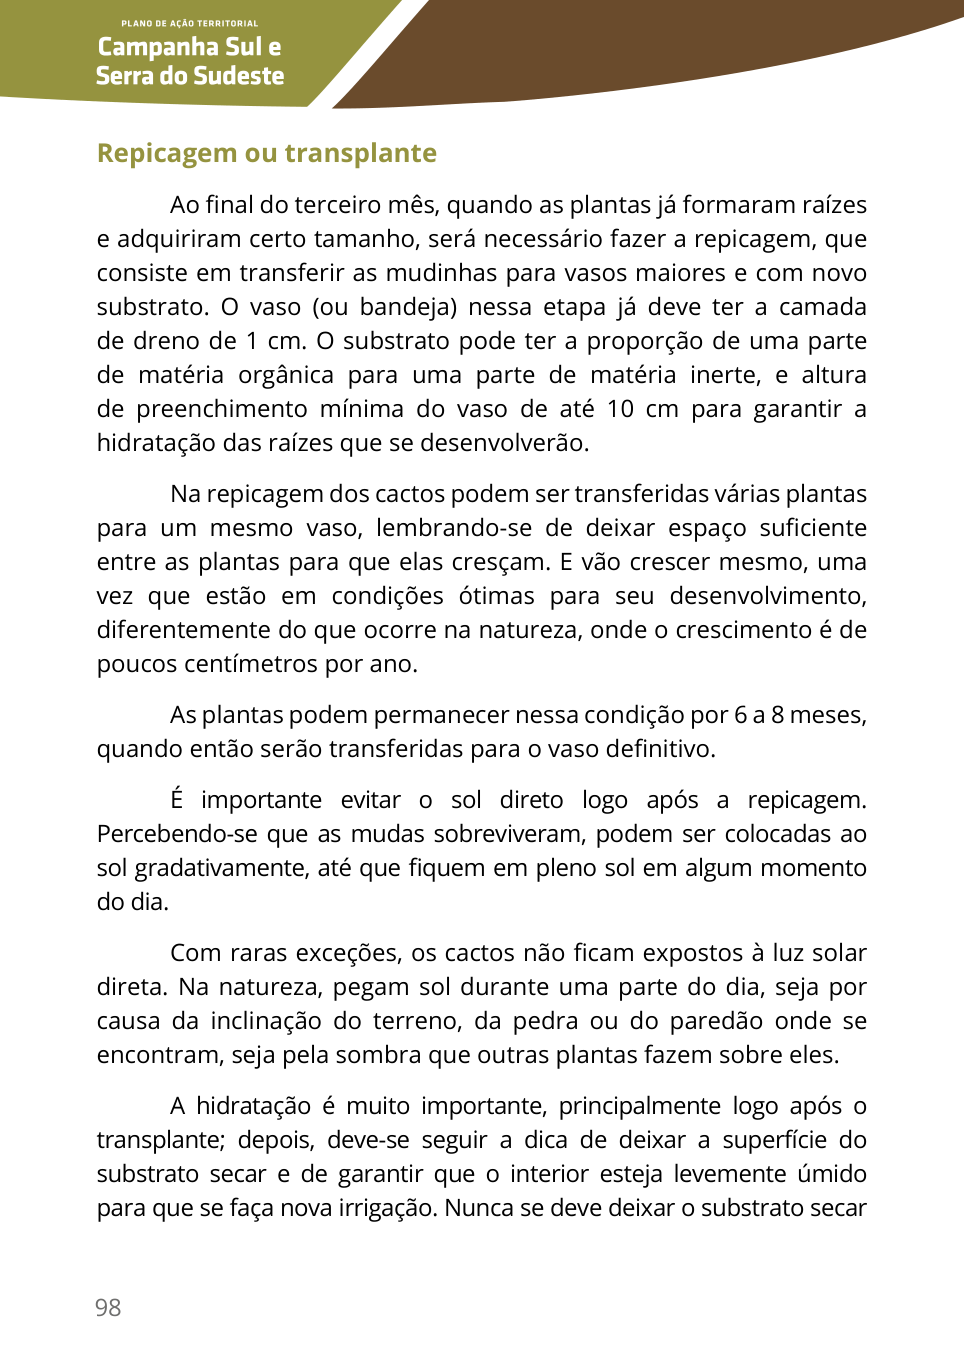 PLANO DE AÇÃO TERRITORIAL
Campanha Sul e
Serra do Sudeste
Repicagem ou transplante
Ao final do terceiro mês, quando as plantas já formaram raízes
e adquiriram certo tamanho, será necessário fazer a repicagem, que
consiste em transferir as mudinhas para vasos maiores e com novo
substrato. O vaso (ou bandeja) nessa etapa já deve ter a camada
de dreno de 1 cm. O substrato pode ter a proporção de uma parte
de matéria orgânica para uma parte de matéria inerte, e altura
de preenchimento mínima do vaso de até 10 cm para garantir a
hidratação das raízes que se desenvolverão.
Na repicagem dos cactos podem ser transferidas várias plantas
para um mesmo vaso, lembrando-se de deixar espaço suficiente
entre as plantas para que elas cresçam. E vão crescer mesmo, uma
vez que estão em condições ótimas para seu desenvolvimento,
diferentemente do que ocorre na natureza, onde o crescimento é de
poucos centímetros por ano.
As plantas podem permanecer nessa condição por 6 a 8 meses,
quando então serão transferidas para o vaso definitivo.
É importante evitar o sol direto logo após a repicagem.
Percebendo-se que as mudas sobreviveram, podem ser colocadas ao
sol gradativamente, até que fiquem em pleno sol em algum momento
do dia.
Com raras exceções, os cactos não ficam expostos à luz solar
direta. Na natureza, pegam sol durante uma parte do dia, seja por
causa da inclinação do terreno, da pedra ou do paredão onde se
encontram, seja pela sombra que outras plantas fazem sobre eles.
A hidratação é muito importante, principalmente logo após o
transplante; depois, deve-se seguir a dica de deixar a superfície do
substrato secar e de garantir que o interior esteja levemente úmido
para que se faça nova irrigação. Nunca se deve deixar o substrato secar
98